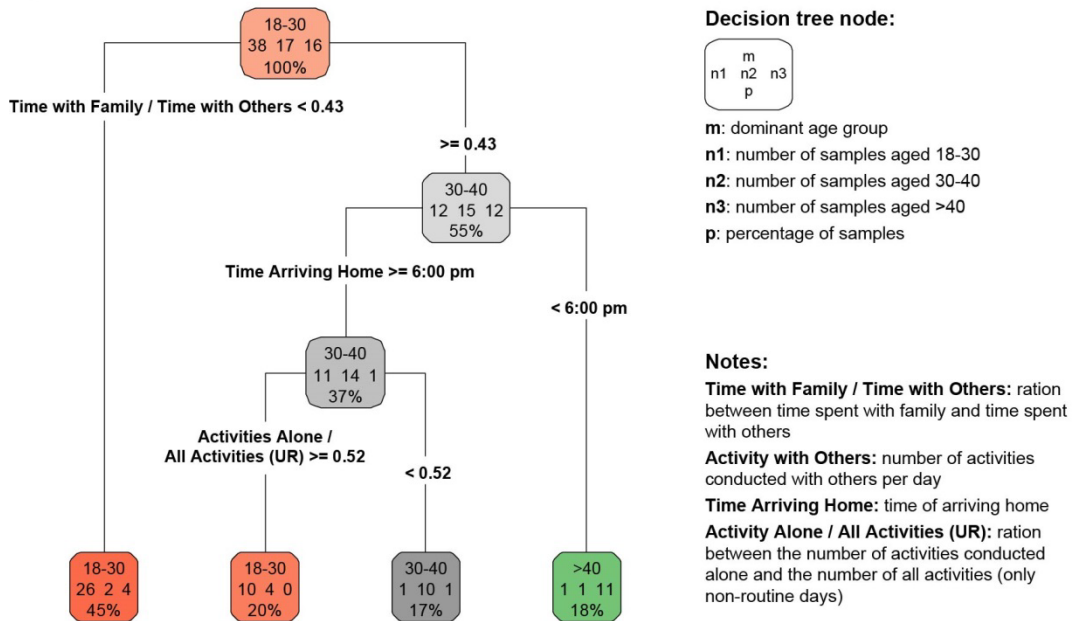 18-30
38 17 16
100%
Time with Family / Time with Others < 0.43
>= 0.43
30-40
12 15 12
55%
Time Arriving Home >= 6:00 pm
< 6:00 pm
30-40
11 14 1
37%
Activities Alone /
All Activities (UR) >= 0.52
< 0.52
18-30
26 2 4
45%
18-30
10 4 0
20%
30-40
1 10 1
17%
>40
1 1 11
18%
Decision tree node:
m
n1 n2 n3
p
m: dominant age group
n1: number of samples aged 18-30
n2: number of samples aged 30-40
n3: number of samples aged >40
p: percentage of samples
Notes:
Time with Family / Time with Others: ration
between time spent with family and time spent
with others
Activity with Others: number of activities
conducted with others per day
Time Arriving Home: time of arriving home
Activity Alone / All Activities (UR): ration
between the number of activities conducted
alone and the number of all activities (only
non-routine days)